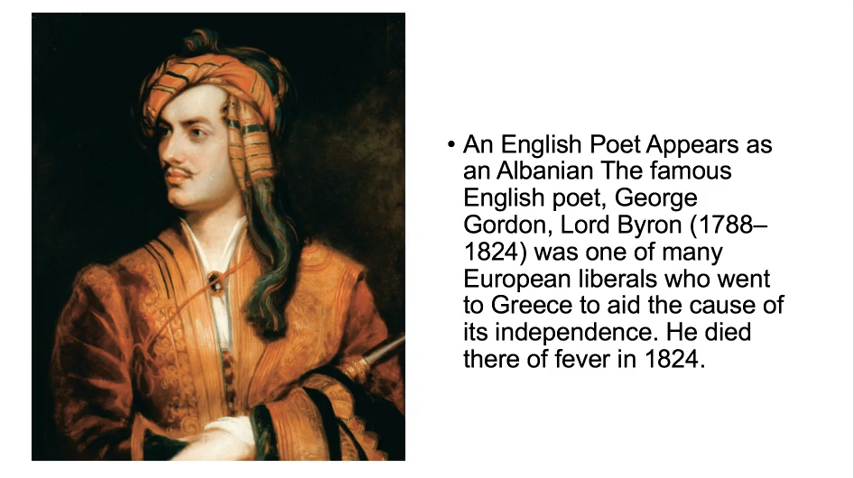 • An English Poet Appears as
an Albanian The famous
English poet, George
Gordon, Lord Byron (1788–
1824) was one of many
European liberals who went
to Greece to aid the cause of
its independence. He died
there of fever in 1824.